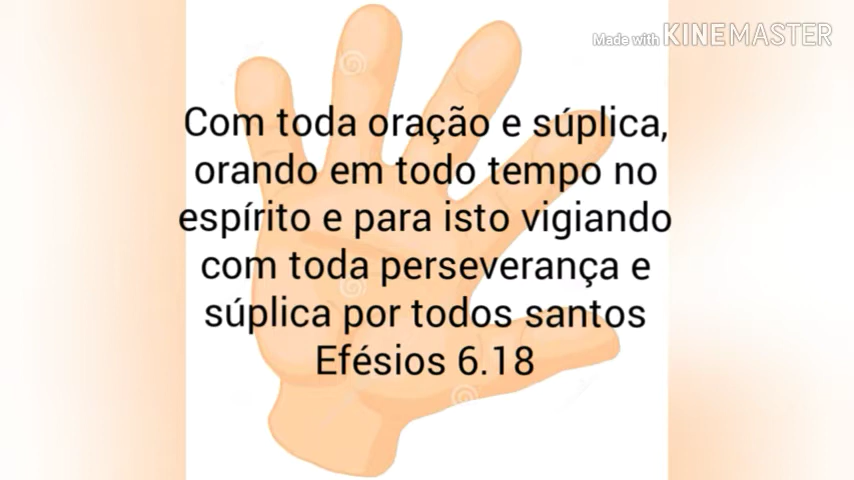 Made with KINEMASTER
Com toda oração e súplica,
orando em todo tempo no
espírito e para isto vigiando
com toda perseverança e
súplica por todos santos
Efésios 6.18